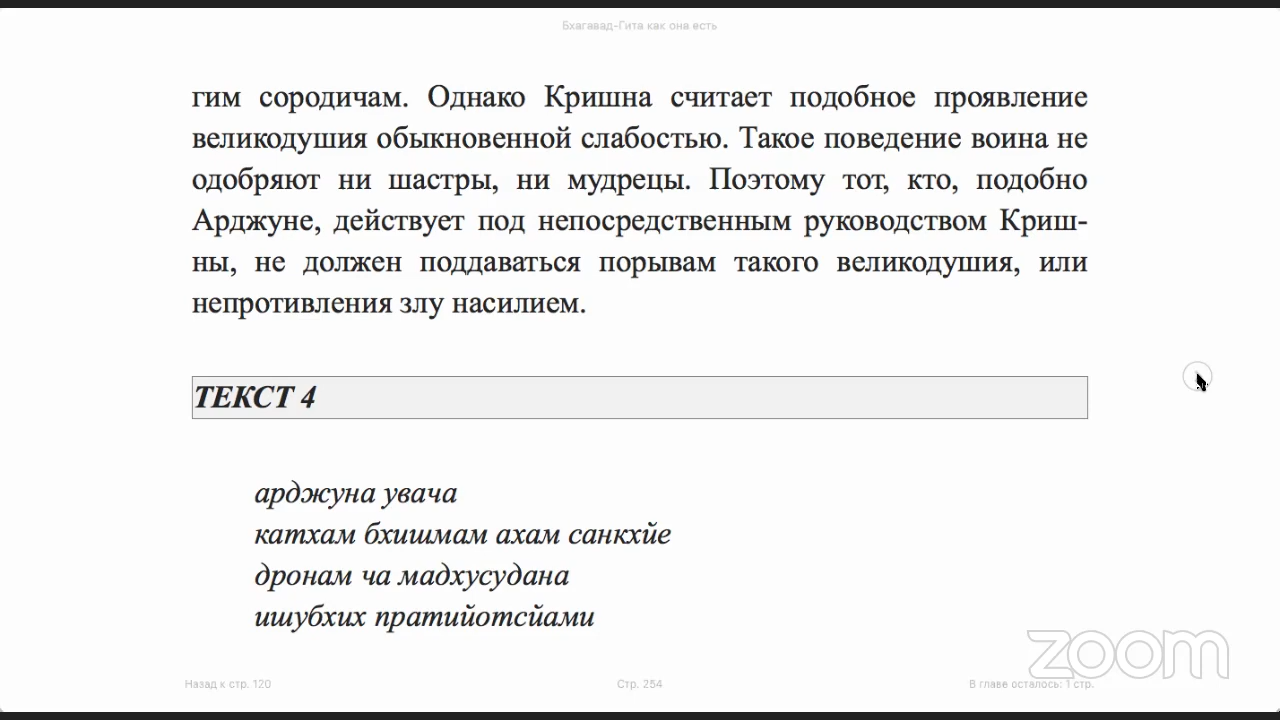 Бхагавад-Гита как она есть
гим сородичам. Однако Кришна считает подобное проявление
великодушия обыкновенной слабостью. Такое поведение воина не
одобряют ни шастры, ни мудрецы. Поэтому тот, кто, подобно
Арджуне, действует под непосредственным руководством Криш-
ны, не должен поддаваться порывам такого великодушия, или
непротивления злу насилием.
ТЕКСТ 4
арджуна увача
катхам бхишмам ахам санкхйе
дронам ча мадхусудана
ишубхих пратийотсйами
zoom
Назад к стр. 120
Стр. 254
В главе осталось: 1 стр.